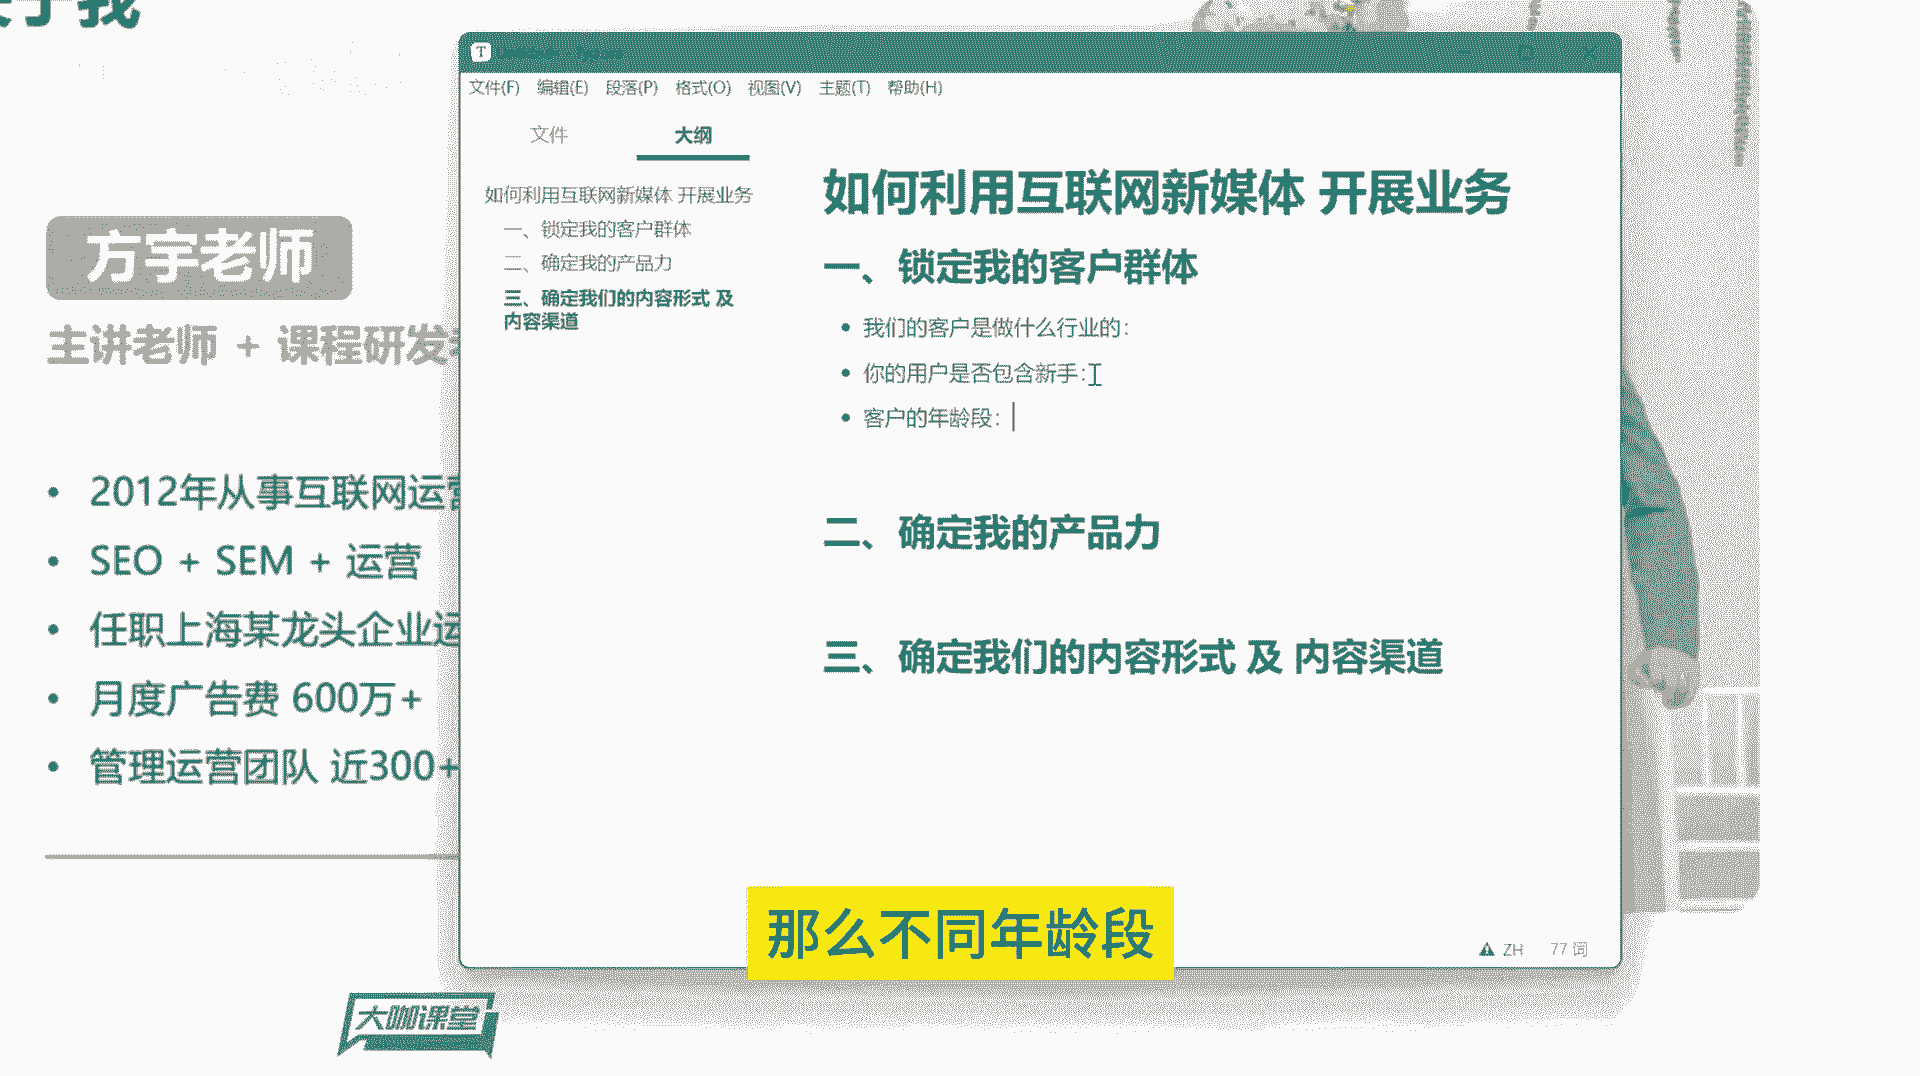 方宇老师
主讲老师 + 课程研发
2012年从事互联网运营
SEO + SEM + 运营
任职上海某龙头企业运
月度广告费 600万+
管理运营团队 近300+
大咖课堂
T
文件(F) 编辑(E) 段落(P) 格式(O) 视图(V) 主题(T) 帮助(H)
文件 大纲
如何利用互联网新媒体 开展业务
一、锁定我的客户群体
二、确定我的产品力
三、确定我们的内容形式 及
内容渠道
如何利用互联网新媒体 开展业务
一、锁定我的客户群体
我们的客户是做什么行业的：
你的用户是否包含新手：
客户的年龄段：
二、确定我的产品力
三、确定我们的内容形式 及 内容渠道
ZH 77 词
那么不同年龄段